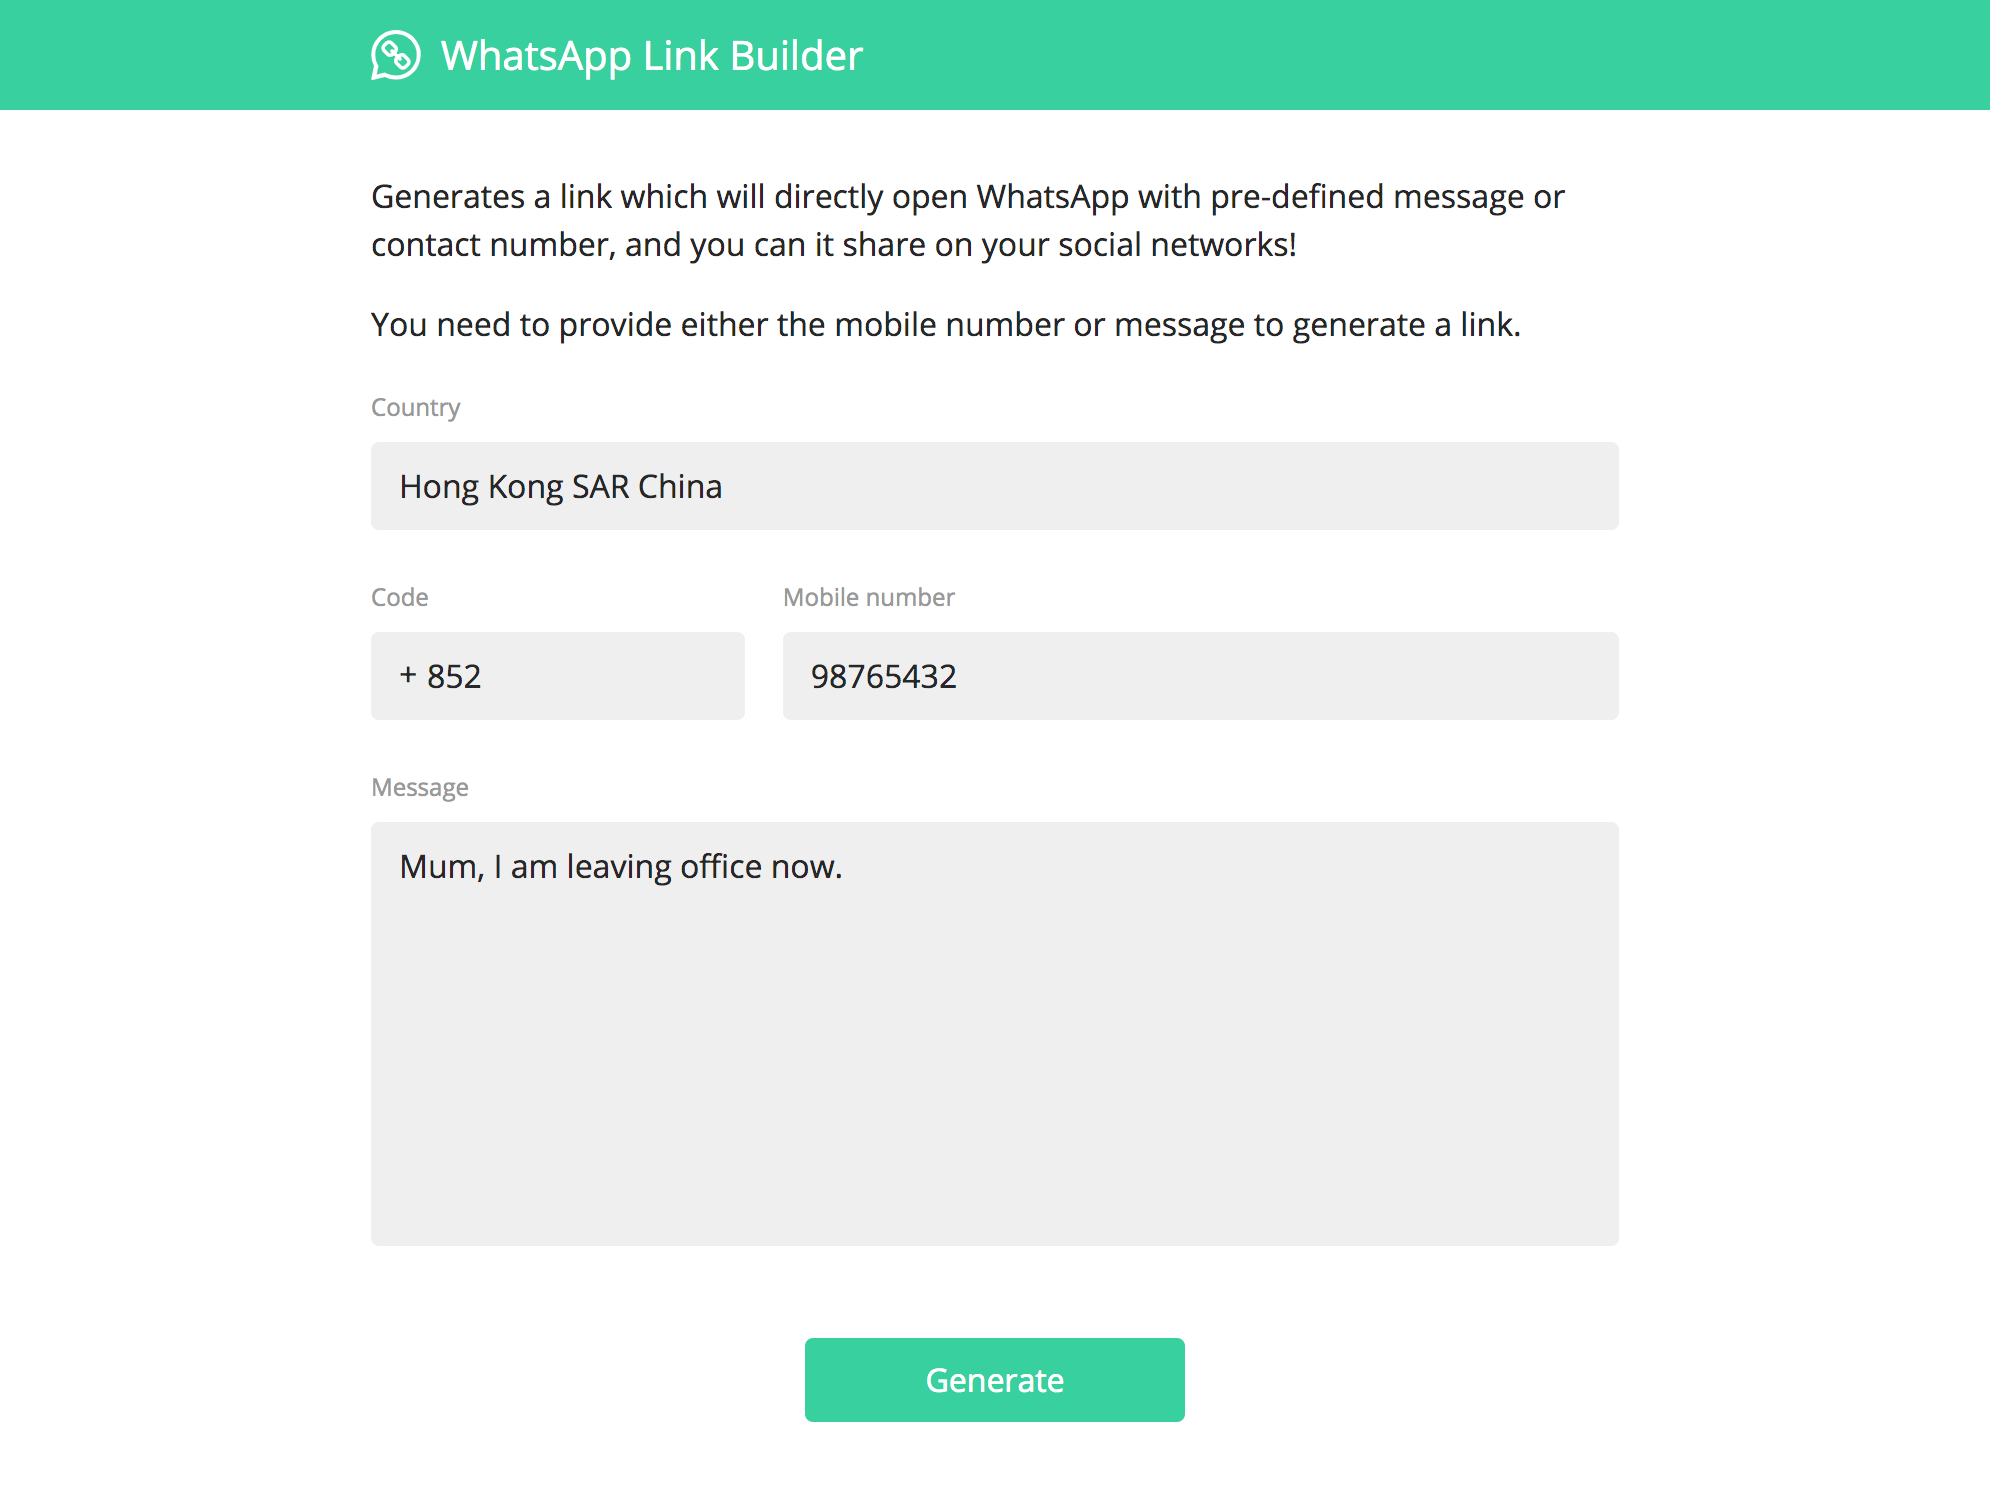 WhatsApp Link Builder
Generates a link which will directly open WhatsApp with pre-defined message or
contact number, and you can it share on your social networks!
You need to provide either the mobile number or message to generate a link.
Country
Hong Kong SAR China
Code
Mobile number
+ 852
98765432
Message
Mum, I am leaving office now.
Generate